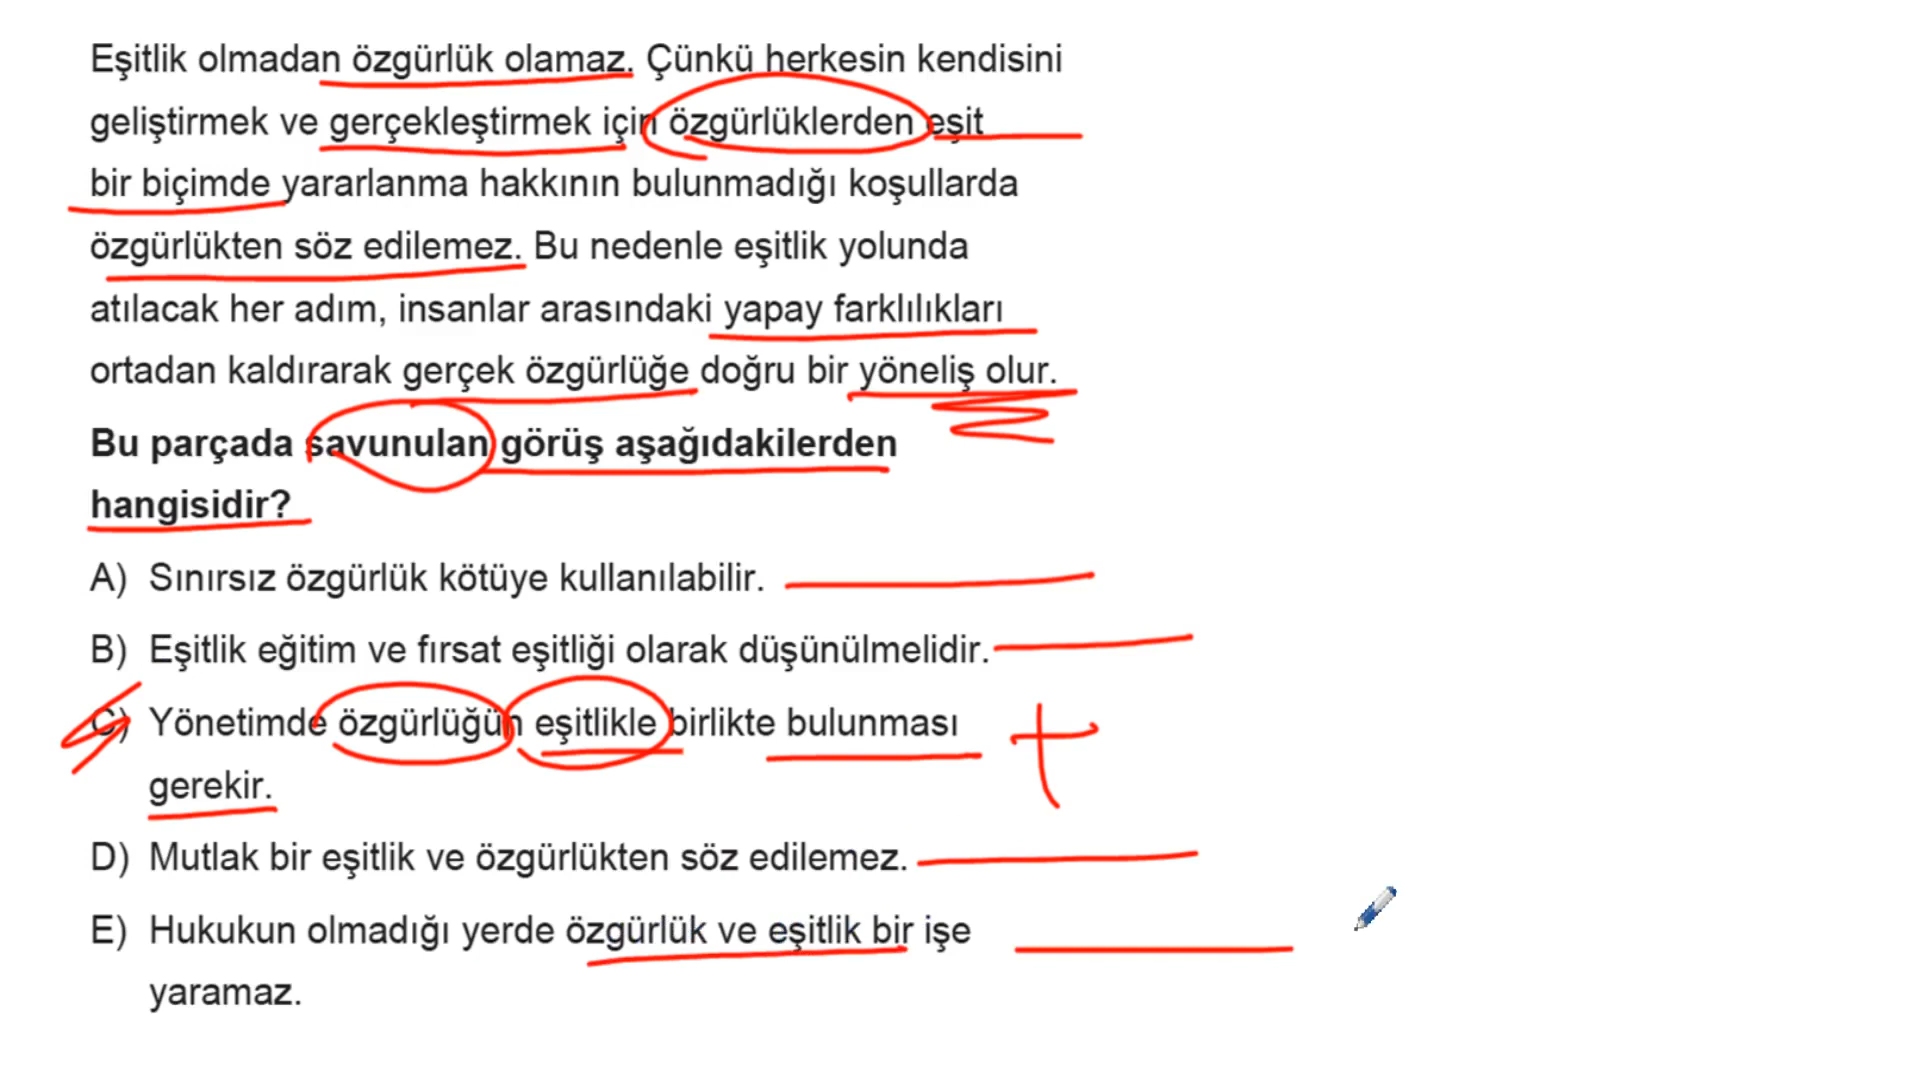 Eşitlik olmadan özgürlük olamaz. Çünkü herkesin kendisini
geliştirmek ve gerçekleştirmek için özgürlüklerden eşit
bir biçimde yararlanma hakkının bulunmadığı koşullarda
özgürlükten söz edilemez. Bu nedenle eşitlik yolunda
atılacak her adım, insanlar arasındaki yapay farklılıkları
ortadan kaldırarak gerçek özgürlüğe doğru bir yöneliş olur.
Bu parçada savunulan görüş aşağıdakilerden
hangisidir?
A) Sınırsız özgürlük kötüye kullanılabilir.
B) Eşitlik eğitim ve fırsat eşitliği olarak düşünülmelidir.
C) Yönetimde özgürlüğün eşitlikle birlikte bulunması
gerekir.
D) Mutlak bir eşitlik ve özgürlükten söz edilemez.
E) Hukukun olmadığı yerde özgürlük ve eşitlik bir işe
yaramaz.